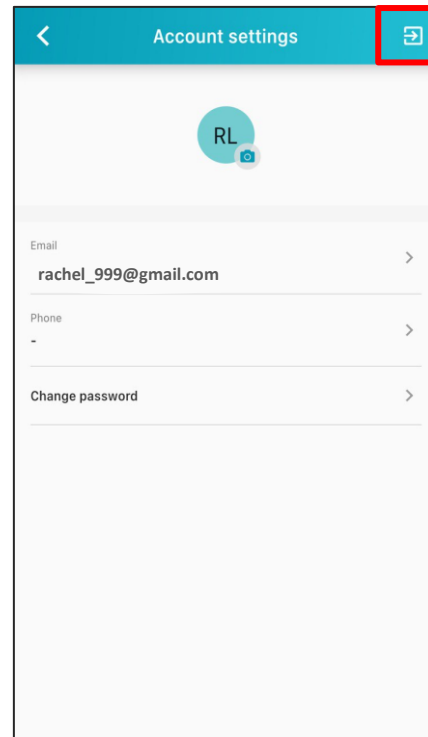 Account settings
RL
Email
rachel_999@gmail.com
Phone
-
Change password